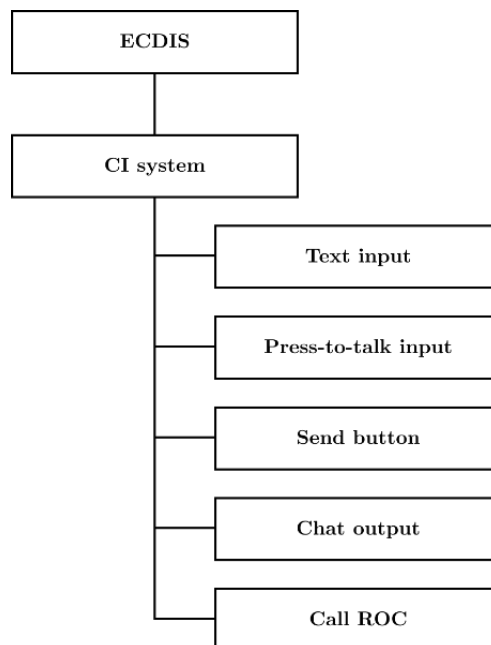 ECDIS
CI system
Text input
Press-to-talk input
Send button
Chat output
Call ROC